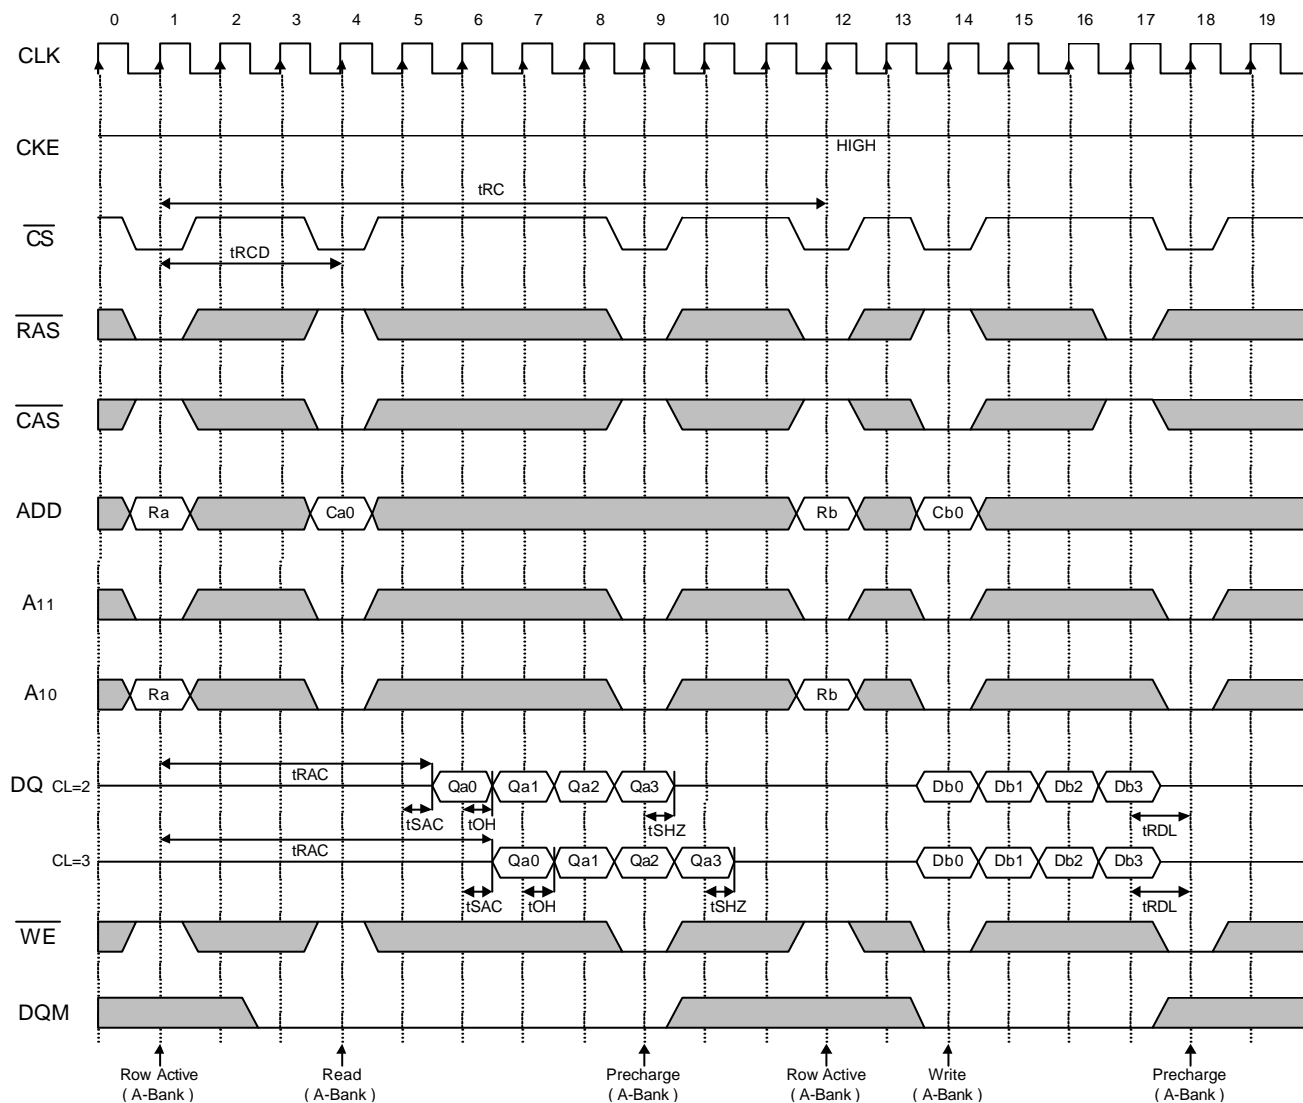 0 1 2 3 4 5 6 7 8 9 10 11 12 13 14 15 16 17 18 19
CLK
CKE
HIGH
tRC
CS
tRCD
RAS
CAS
ADD Ra Ca0 Rb Cb0
A11
A10 Ra Rb
tRAC
DQ CL=2 Qa0 Qa1 Qa2 Qa3 Db0 Db1 Db2 Db3
tSAC tOH tSHZ tRDL
tRAC
CL=3 Qa0 Qa1 Qa2 Qa3 Db0 Db1 Db2 Db3
tSAC tOH tSHZ tRDL
WE
DQM
Row Active Read Precharge Row Active Write Precharge
( A-Bank ) ( A-Bank ) ( A-Bank ) ( A-Bank ) ( A-Bank ) ( A-Bank )